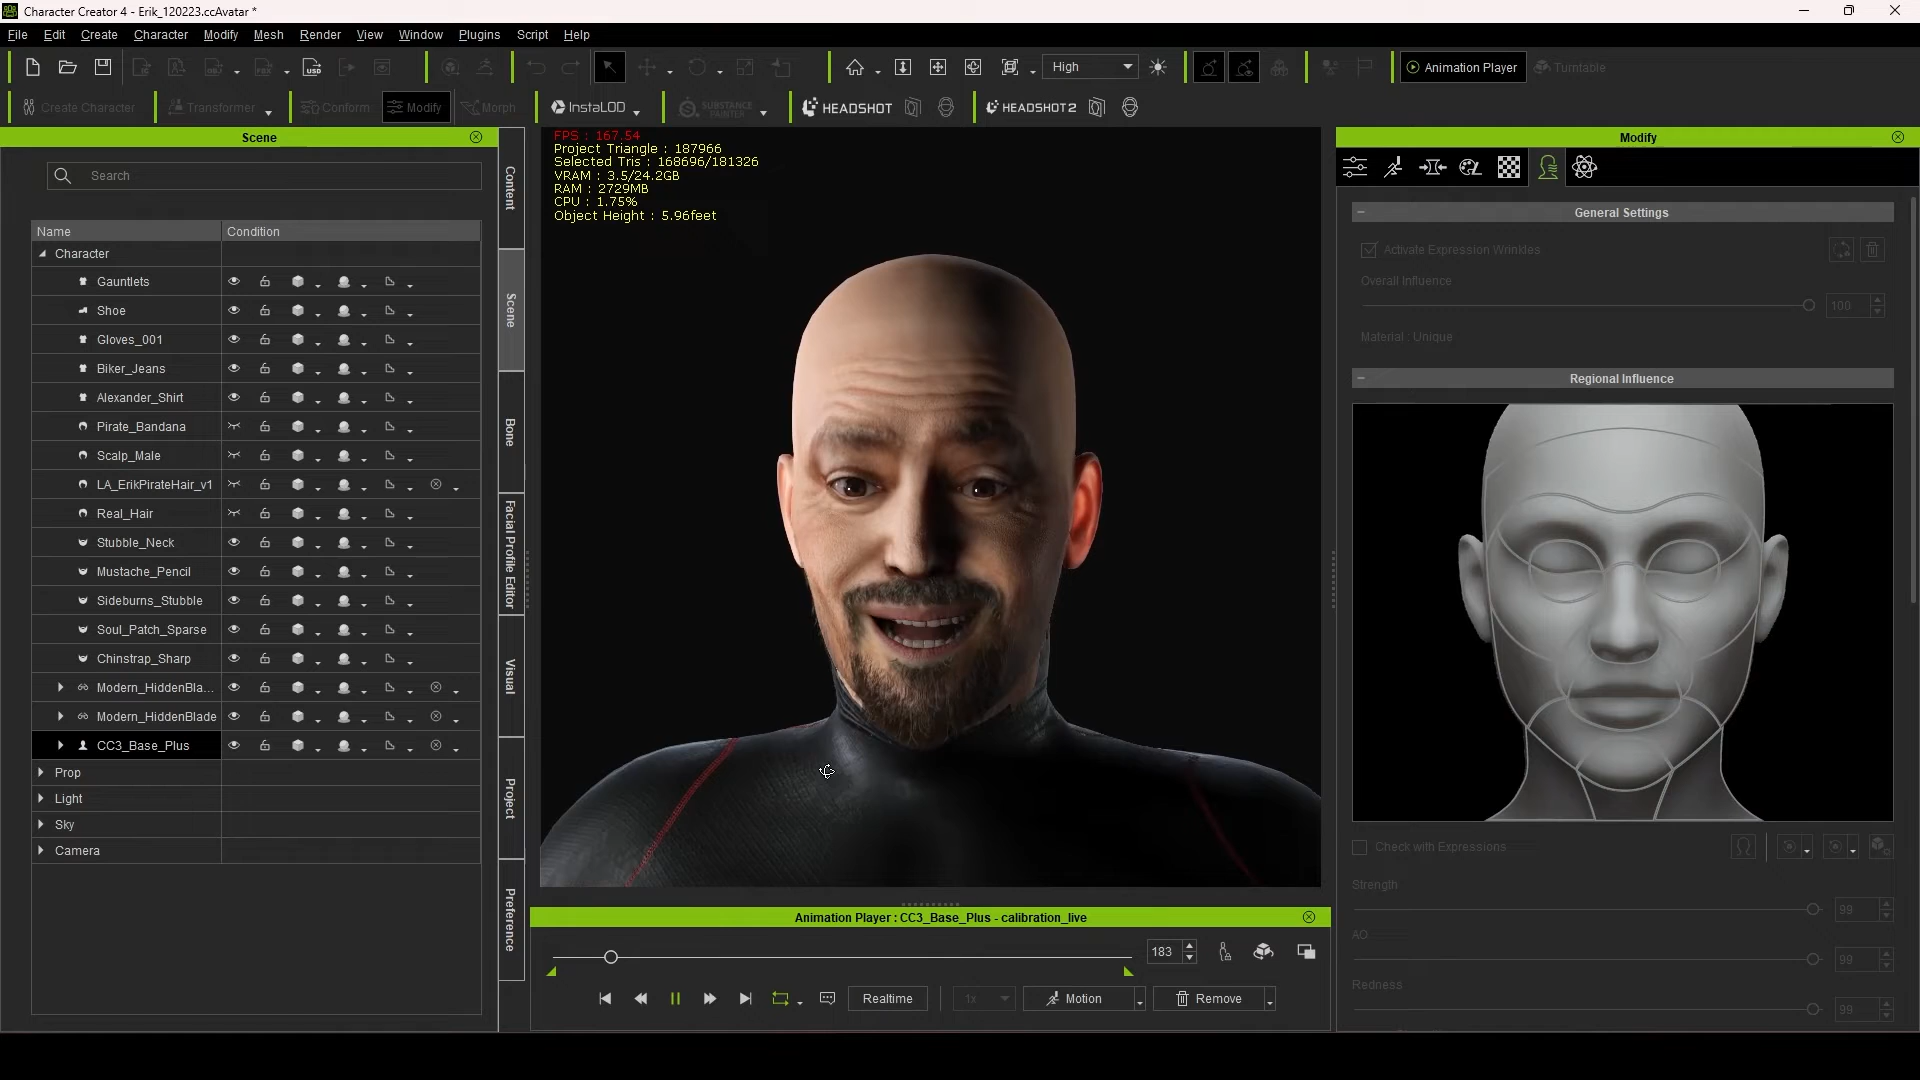 Character Creator 4 - Erik_120223.ccAvatar *
File Edit Create Character Modify Mesh Render View Window Plugins Script Help
High
Animation Player
Turntable
Create Character
Transformer
Conform
Modify
Morph
InstaLOD
SUBSTANCE PAINTER
HEADSHOT
HEADSHOT 2
Scene
Search
Name Condition
Character
Gauntlets
Shoe
Gloves_001
Biker_Jeans
Alexander_Shirt
Pirate_Bandana
Scalp_Male
LA_ErikPirateHair_v1
Real_Hair
Stubble_Neck
Mustache_Pencil
Sideburns_Stubble
Soul_Patch_Sparse
Chinstrap_Sharp
Modern_HiddenBla...
Modern_HiddenBlade
CC3_Base_Plus
Prop
Light
Sky
Camera
Content
Scene
Bone
Facial Profile Editor
Visual
Project
Preference
FPS : 167.54
Project Triangle : 187966
Selected Tris : 168696/181326
VRAM : 3.5/24.2GB
RAM : 2729MB
CPU : 1.75%
Object Height : 5.96feet
Animation Player : CC3_Base_Plus - calibration_live
183
Realtime
1x
Motion
Remove
Modify
General Settings
Activate Expression Wrinkles
Overall Influence
100
Material : Unique
Regional Influence
Check with Expressions
Strength
99
AO
99
Redness
99